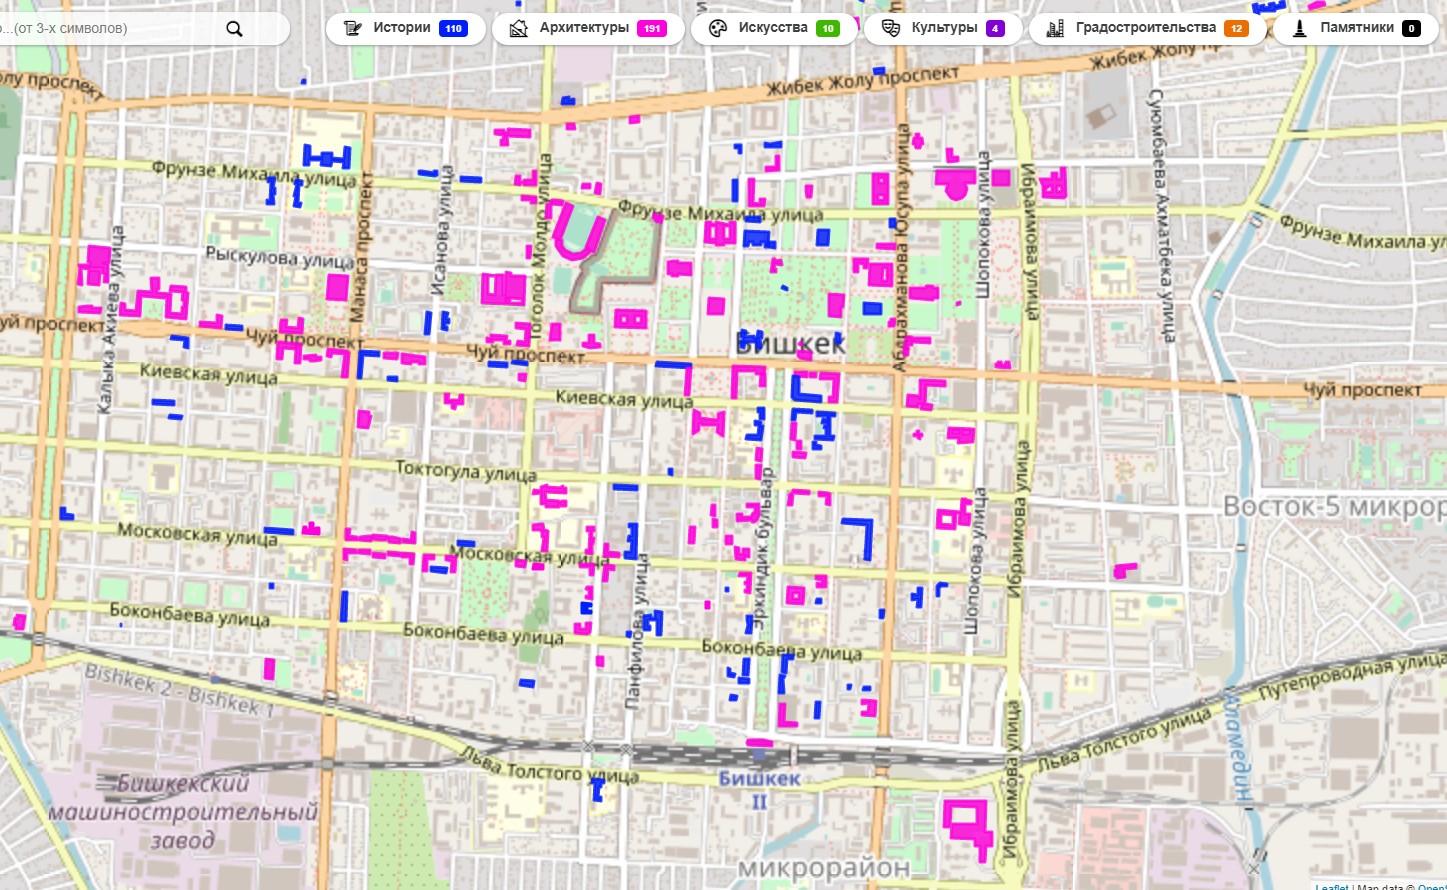 ...(от 3-х символов)
Истории 110
Архитектуры 191
Искусства 10
Культуры 4
Градостроительства 12
Памятники 0
Жибек Жолу проспект
Жибек Жолу пр
олу проспект
Фрунзе Михаила улица
Фрунзе Михаила улица
Фрунзе Михаила ул
Рыскулова улица
Калыка Акиева улица
Манаса проспект
Исанова улица
Тоголок Молдо улица
Абдрахманова Юсупа улица
Шопокова улица
Ибраимова улица
Суюмбаева Ахматбека улица
уй проспект
Чуй проспект
Чуй проспект
Чуй проспект
Бишкек
Киевская улица
Киевская улица
Токтогула улица
Московская улица
Московская улица
Эркиндик бульвар
Панфилова улица
Шопокова улица
Ибраимова улица
Восток-5 микрор
Боконбаева улица
Боконбаева улица
Боконбаева улица
Bishkek 2 - Bishkek 1
Льва Толстого улица
Льва Толстого улица
Путепроводная улица
Бишкек
II
Бишкекский
машиностроительный
завод
Ибраимова улица
Аламедин
микрорайон
Leaflet | Map data © OpenS